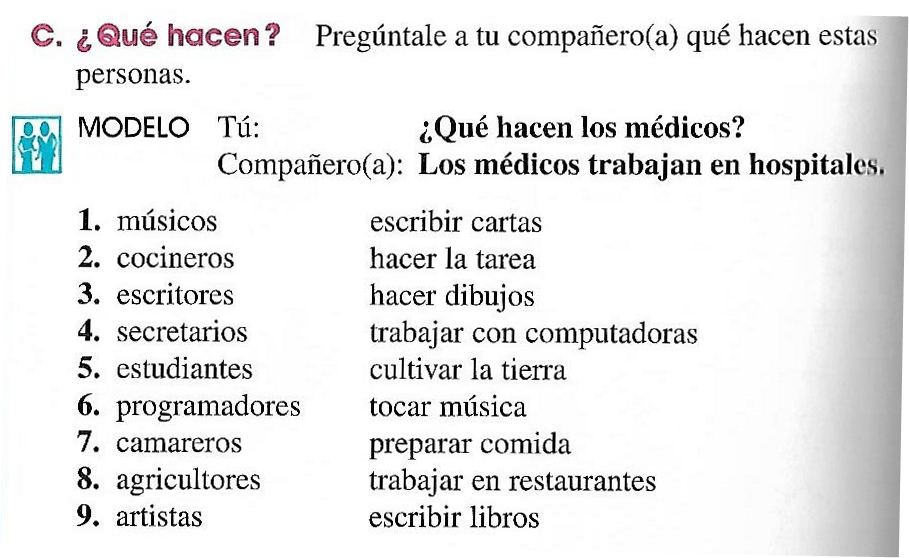 C. ¿Qué hacen? Pregúntale a tu compañero(a) qué hacen estas
personas.
MODELO Tú: ¿Qué hacen los médicos?
Compañero(a): Los médicos trabajan en hospitales.
1. músicos escribir cartas
2. cocineros hacer la tarea
3. escritores hacer dibujos
4. secretarios trabajar con computadoras
5. estudiantes cultivar la tierra
6. programadores tocar música
7. camareros preparar comida
8. agricultores trabajar en restaurantes
9. artistas escribir libros